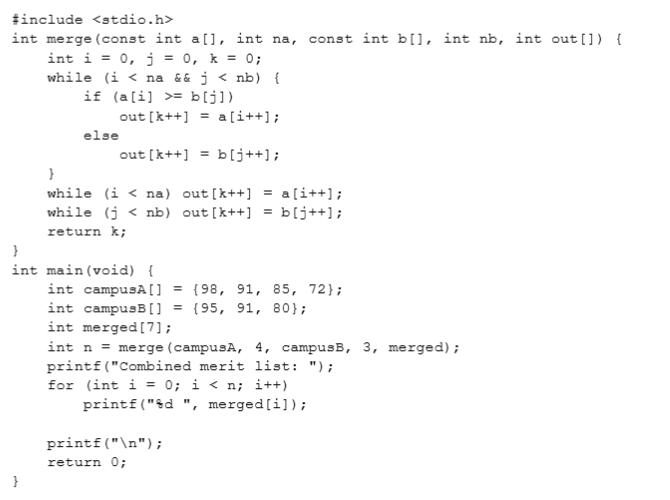 #include <stdio.h>
int merge(const int a[], int na, const int b[], int nb, int out[]) {
    int i = 0, j = 0, k = 0;
    while (i < na && j < nb) {
        if (a[i] >= b[j])
            out[k++] = a[i++];
        else
            out[k++] = b[j++];
    }
    while (i < na) out[k++] = a[i++];
    while (j < nb) out[k++] = b[j++];
    return k;
}
int main(void) {
    int campusA[] = {98, 91, 85, 72};
    int campusB[] = {95, 91, 80};
    int merged[7];
    int n = merge(campusA, 4, campusB, 3, merged);
    printf("Combined merit list: ");
    for (int i = 0; i < n; i++)
        printf("%d ", merged[i]);

    printf("\n");
    return 0;
}